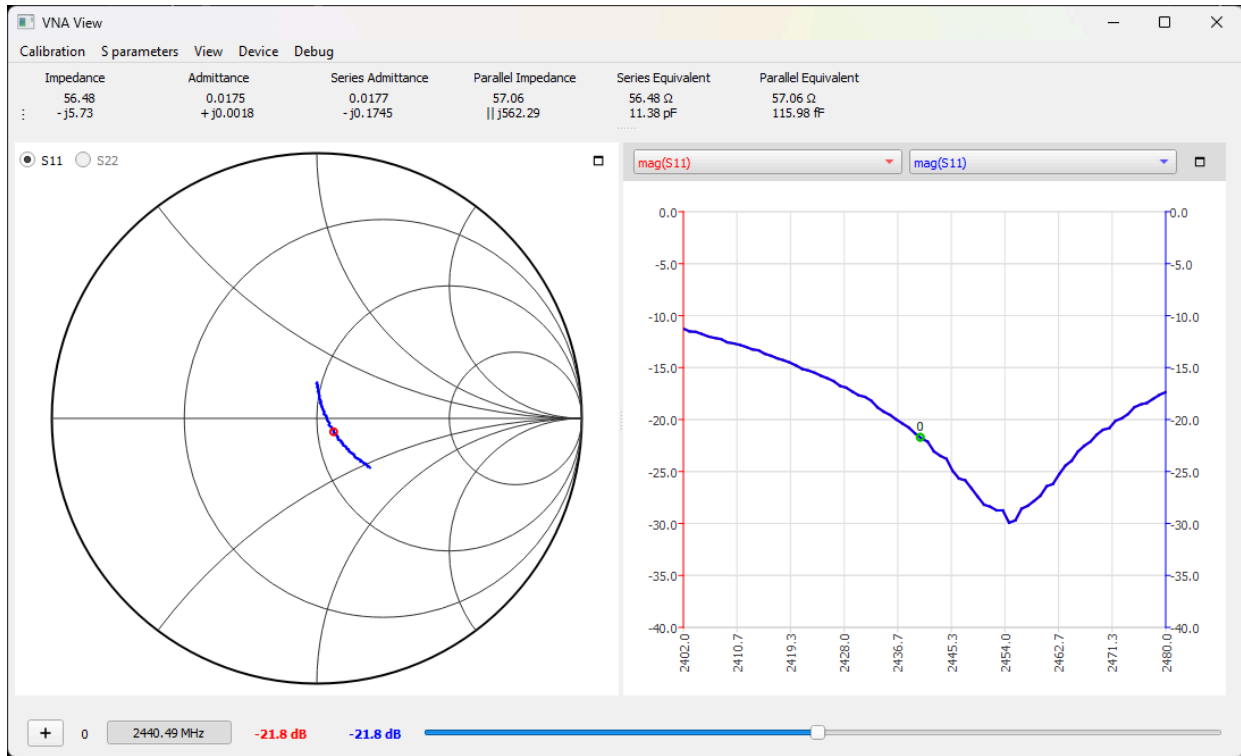 VNA View
Calibration S parameters View Device Debug
Impedance Admittance Series Admittance Parallel Impedance Series Equivalent Parallel Equivalent
56.48 0.0175 0.0177 57.06 56.48 Ω 57.06 Ω
- j5.73 + j0.0018 - j0.1745 || j562.29 11.38 pF 115.98 fF
S11 S22
mag(S11) mag(S11)
0.0 0.0
-5.0 -5.0
-10.0 -10.0
-15.0 -15.0
-20.0 -20.0
0
-25.0 -25.0
-30.0 -30.0
-35.0 -35.0
-40.0 -40.0
2402.0 2410.7 2419.3 2428.0 2436.7 2445.3 2454.0 2462.7 2471.3 2480.0
+ 0 2440.49 MHz -21.8 dB -21.8 dB